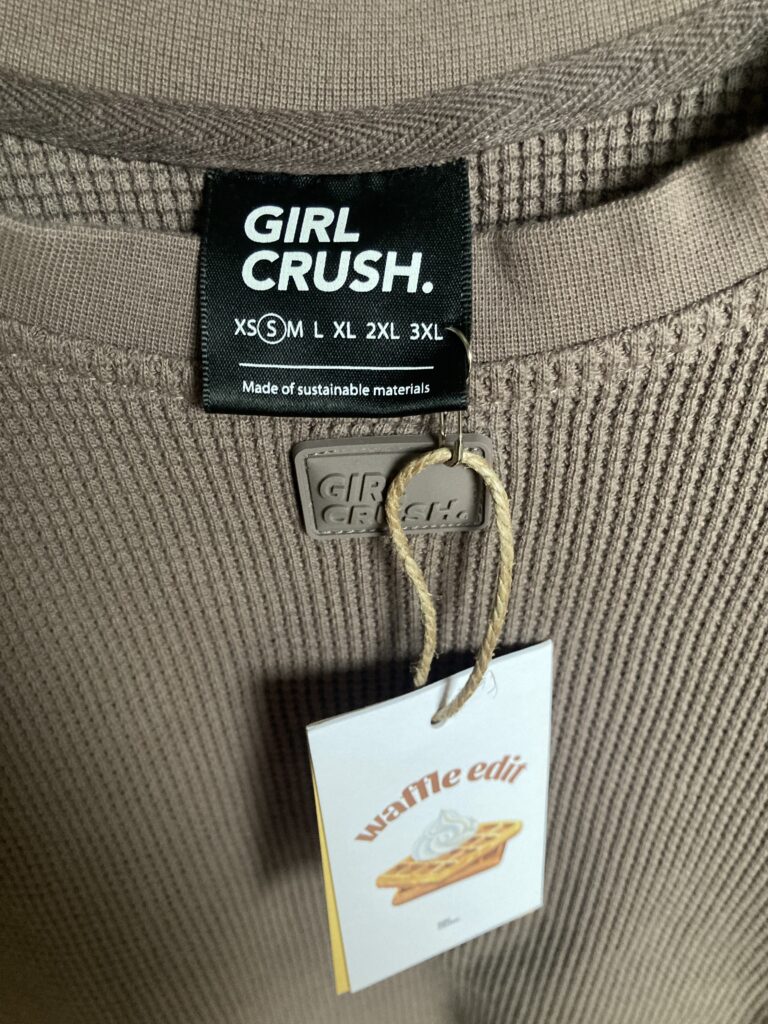 GIRL
CRUSH.
XS S M L XL 2XL 3XL
Made of sustainable materials
GIRL
CRUSH.
waffle edit